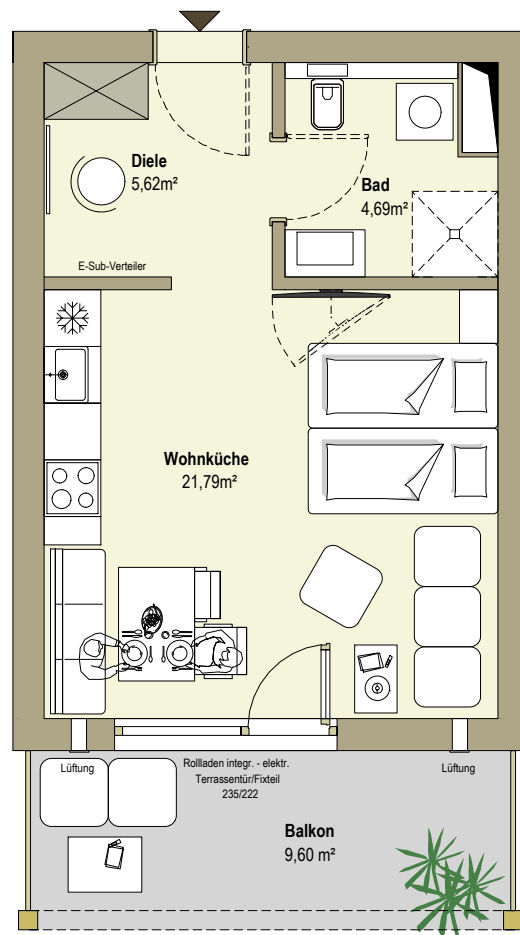 Diele
5,62m²
Bad
4,69m²
E-Sub-Verteiler
Wohnküche
21,79m²
Lüftung
Rollladen integr. - elektr.
Terrassentür/Fixteil
235/222
Lüftung
Balkon
9,60 m²